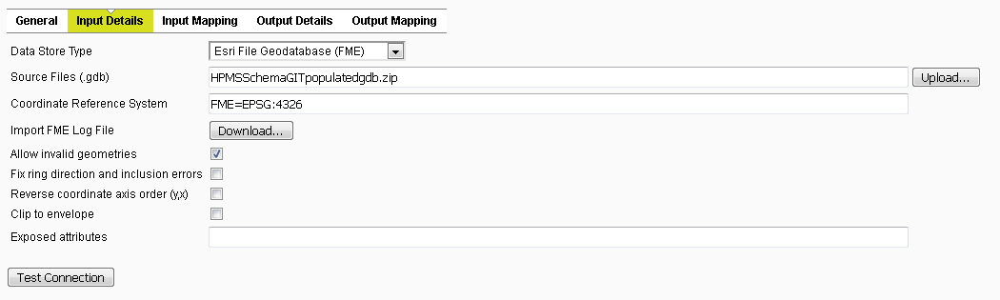 General Input Details Input Mapping Output Details Output Mapping
Data Store Type Esri File Geodatabase (FME)
Source Files (.gdb) HPMSSchemaGITpopulatedgdb.zip Upload...
Coordinate Reference System FME=EPSG:4326
Import FME Log File Download...
Allow invalid geometries
Fix ring direction and inclusion errors
Reverse coordinate axis order (y,x)
Clip to envelope
Exposed attributes
Test Connection